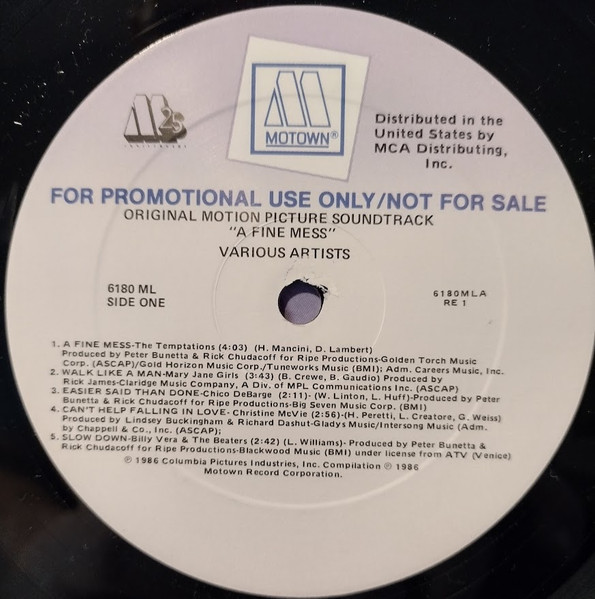 M25
ANNIVERSARY
MOTOWN®
Distributed in the
United States by
MCA Distributing,
Inc.
FOR PROMOTIONAL USE ONLY/NOT FOR SALE
ORIGINAL MOTION PICTURE SOUNDTRACK
"A FINE MESS"
VARIOUS ARTISTS
6180 ML
SIDE ONE
6180MLA
RE 1
1. A FINE MESS-The Temptations (4:03) (H. Mancini, D. Lambert)
Produced by Peter Bunetta & Rick Chudacoff for Ripe Productions-Golden Torch Music
Corp. (ASCAP)/Gold Horizon Music Corp./Tuneworks Music (BMI); Adm. Careers Music, Inc.
2. WALK LIKE A MAN-Mary Jane Girls (3:43) (B. Crewe, B. Gaudio) Produced by
Rick James-Claridge Music Company, A Div. of MPL Communications Inc. (ASCAP)
3. EASIER SAID THAN DONE-Chico DeBarge (2:11)- (W. Linton, L. Huff)-Produced by Peter
Bunetta & Rick Chudacoff for Ripe Productions-Big Seven Music Corp. (BMI)
4. CAN'T HELP FALLING IN LOVE- Christine McVie (2:56)-(H. Peretti, L. Creatore, G. Weiss)
Produced by Lindsey Buckingham & Richard Dashut-Gladys Music/Intersong Music (Adm.
by Chappell & Co., Inc. (ASCAP);
5. SLOW DOWN-Billy Vera & The Beaters (2:42) (L. Williams)- Produced by Peter Bunetta &
Rick Chudacoff for Ripe Productions-Blackwood Music (BMI) under license from ATV (Venice)
℗ 1986 Columbia Pictures Industries, Inc. Compilation ℗ 1986
Motown Record Corporation.